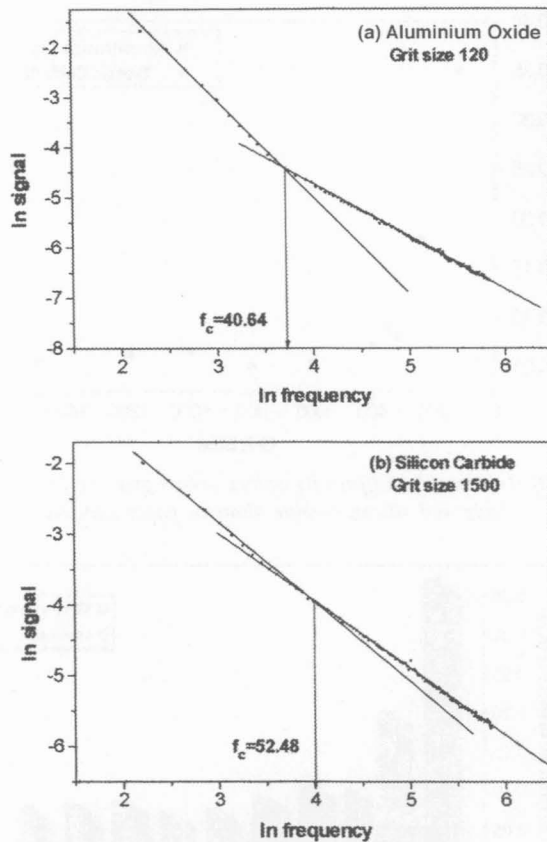 (a) Aluminium Oxide
Grit size 120
-2
-3
-4
-5
-6
-7
-8
ln signal
f_c=40.64
2 3 4 5 6
ln frequency
(b) Silicon Carbide
Grit size 1500
-2
-3
-4
-5
-6
ln signal
f_c=52.48
2 3 4 5 6
ln frequency